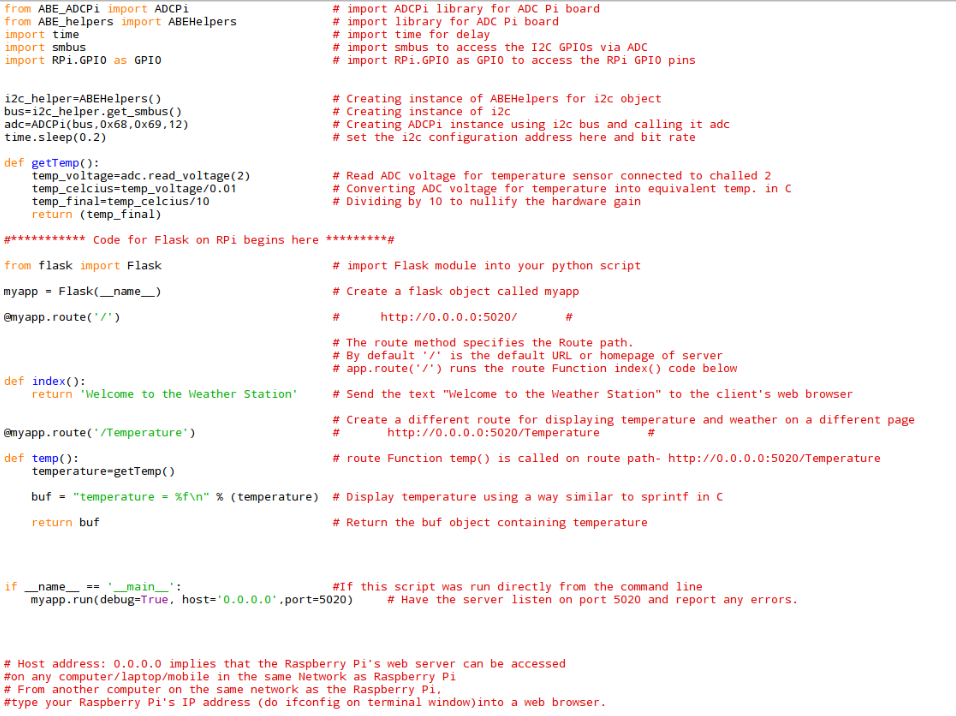 from ABE_ADCPi import ADCPi # import ADCPi library for ADC Pi board
from ABE_helpers import ABEHelpers # import library for ADC Pi board
import time # import time for delay
import smbus # import smbus to access the I2C GPIOs via ADC
import RPi.GPIO as GPIO # import RPi.GPIO as GPIO to access the RPi GPIO pins
i2c_helper=ABEHelpers() # Creating instance of ABEHelpers for i2c object
bus=i2c_helper.get_smbus() # Creating instance of i2c
adc=ADCPi(bus,0x68,0x69,12) # Creating ADCPi instance using i2c bus and calling it adc
time.sleep(0.2) # set the i2c configuration address here and bit rate
def getTemp():
temp_voltage=adc.read_voltage(2) # Read ADC voltage for temperature sensor connected to challed 2
temp_celcius=temp_voltage/0.01 # Converting ADC voltage for temperature into equivalent temp. in C
temp_final=temp_celcius/10 # Dividing by 10 to nullify the hardware gain
return (temp_final)
#*********** Code for Flask on RPi begins here *********#
from flask import Flask # import Flask module into your python script
myapp = Flask(__name__) # Create a flask object called myapp
@myapp.route('/') # http://0.0.0.0:5020/ #
# The route method specifies the Route path.
# By default '/' is the default URL or homepage of server
# app.route('/') runs the route Function index() code below
def index():
return 'Welcome to the Weather Station' # Send the text "Welcome to the Weather Station" to the client's web browser
# Create a different route for displaying temperature and weather on a different page
@myapp.route('/Temperature') # http://0.0.0.0:5020/Temperature #
def temp(): # route Function temp() is called on route path- http://0.0.0.0:5020/Temperature
temperature=getTemp()
buf = "temperature = %f\n" % (temperature) # Display temperature using a way similar to sprintf in C
return buf # Return the buf object containing temperature
if __name__ == '__main__': #If this script was run directly from the command line
myapp.run(debug=True, host='0.0.0.0',port=5020) # Have the server listen on port 5020 and report any errors.
# Host address: 0.0.0.0 implies that the Raspberry Pi's web server can be accessed
#on any computer/laptop/mobile in the same Network as Raspberry Pi
# From another computer on the same network as the Raspberry Pi,
#type your Raspberry Pi's IP address (do ifconfig on terminal window)into a web browser.